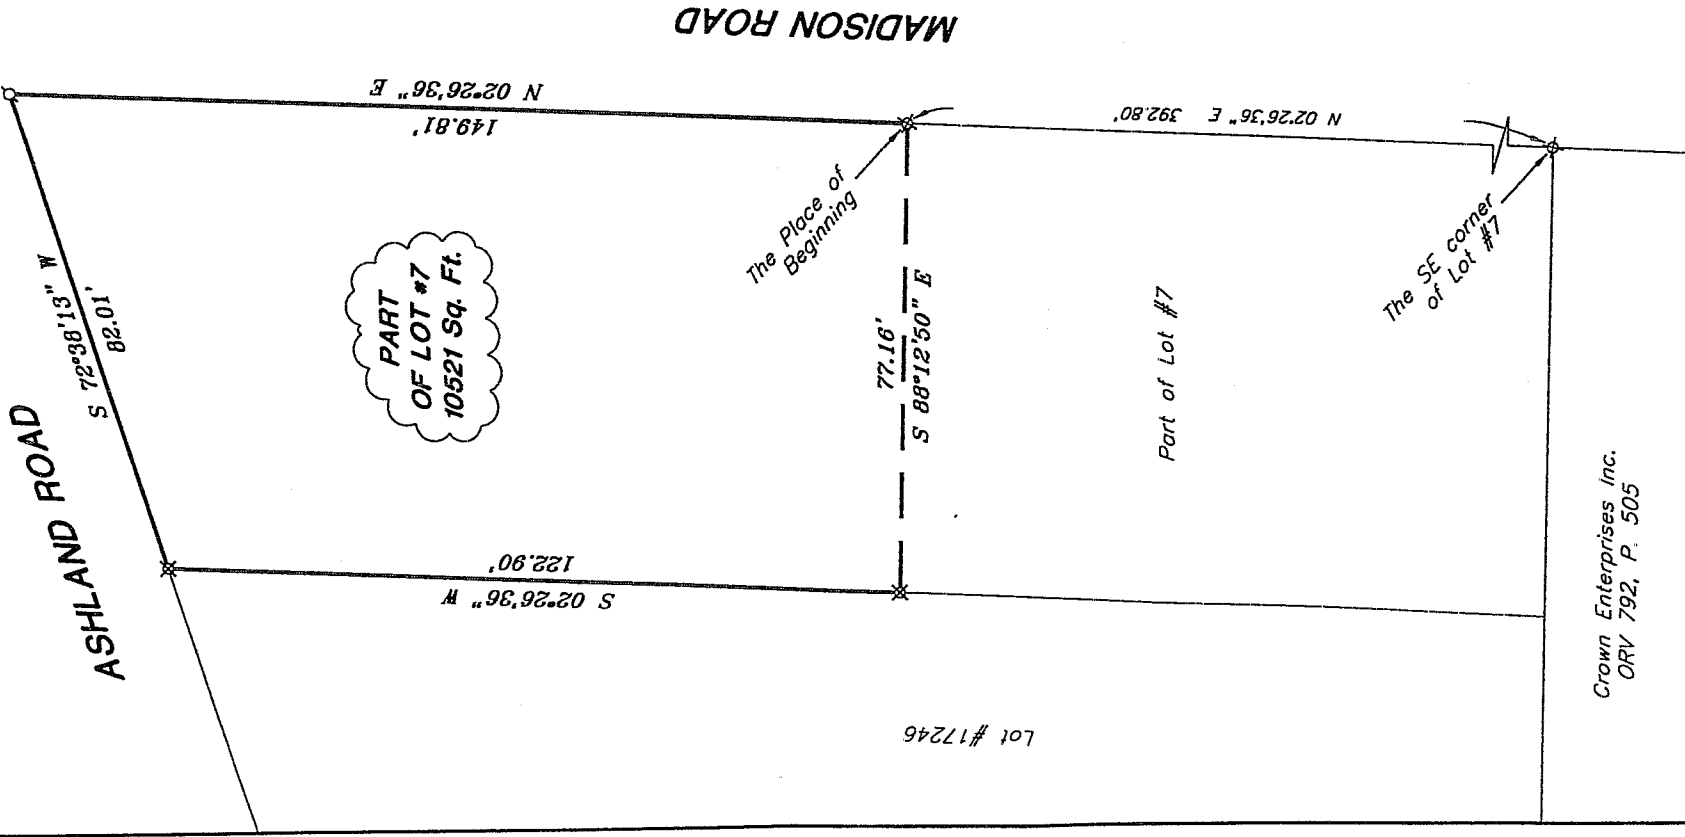 MADISON ROAD
N 02°26'36" E
149.81'
N 02°26'36" E 392.80'
The Place of
Beginning
The SE corner
of Lot #7
S 72°38'13" W
82.01'
ASHLAND ROAD
PART
OF LOT #7
10521 Sq. Ft.
77.16'
S 88°12'50" E
Part of Lot #7
122.90'
S 02°26'36" W
Lot #17246
Crown Enterprises Inc.
ORV 792, P. 505